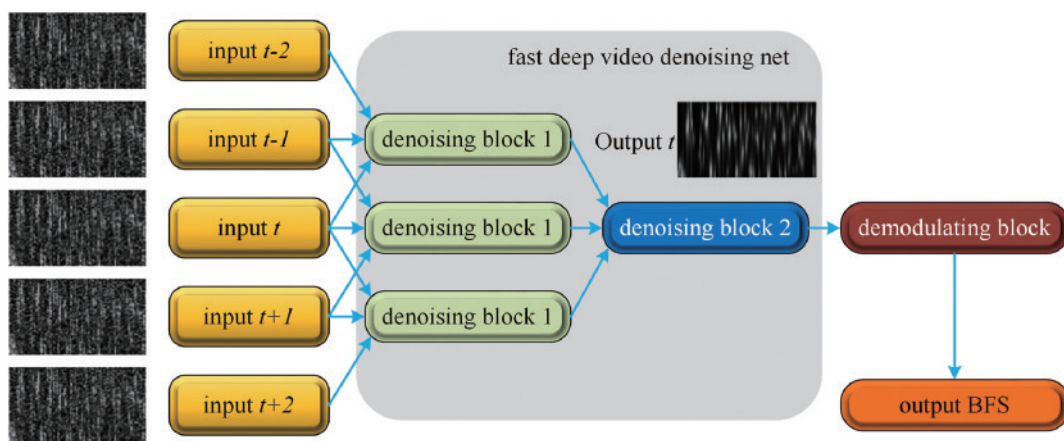 input t-2
fast deep video denoising net
input t-1
denoising block 1
Output t
input t
denoising block 1
denoising block 2
demodulating block
input t+1
denoising block 1
input t+2
output BFS